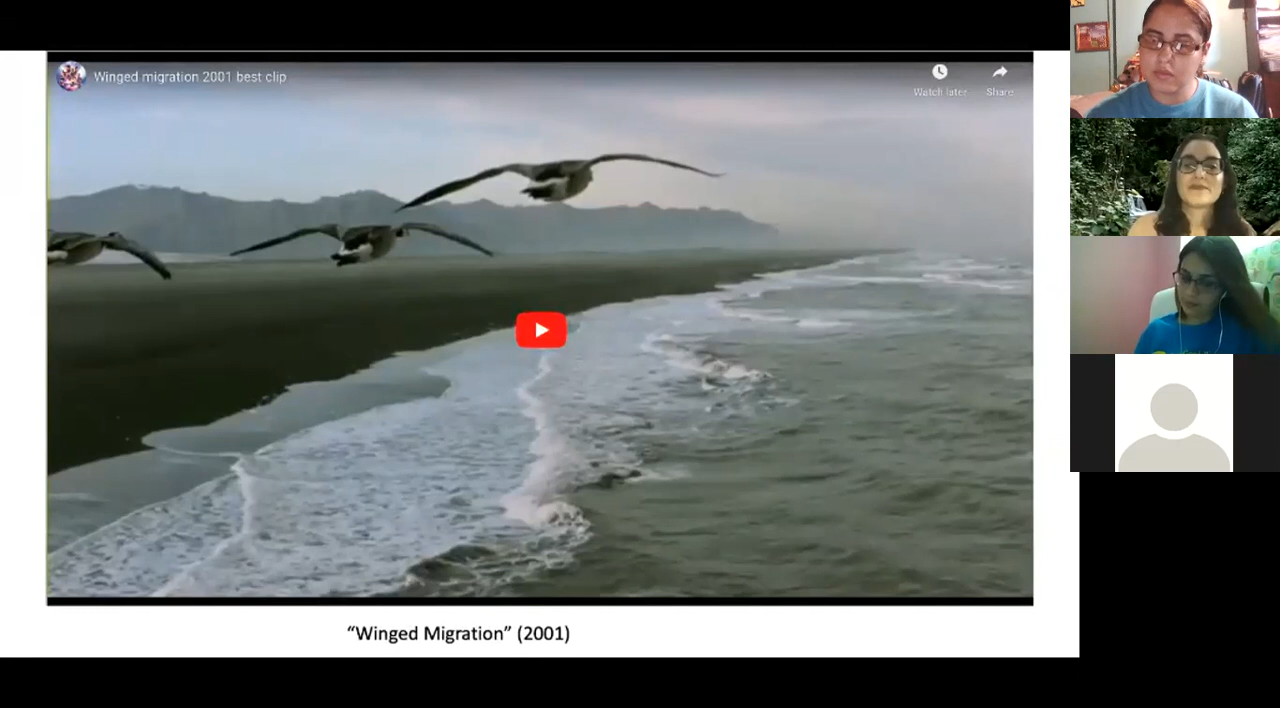 Winged migration 2001 best clip
Watch later
Share
“Winged Migration” (2001)